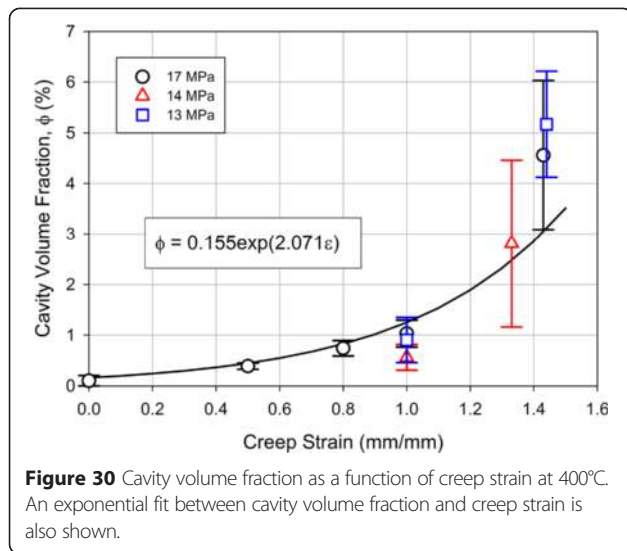 7
6
5
4
3
2
1
0
Cavity Volume Fraction, ϕ (%)
17 MPa
14 MPa
13 MPa
ϕ = 0.155exp(2.071ε)
0.0 0.2 0.4 0.6 0.8 1.0 1.2 1.4 1.6
Creep Strain (mm/mm)
Figure 30 Cavity volume fraction as a function of creep strain at 400°C.
An exponential fit between cavity volume fraction and creep strain is
also shown.